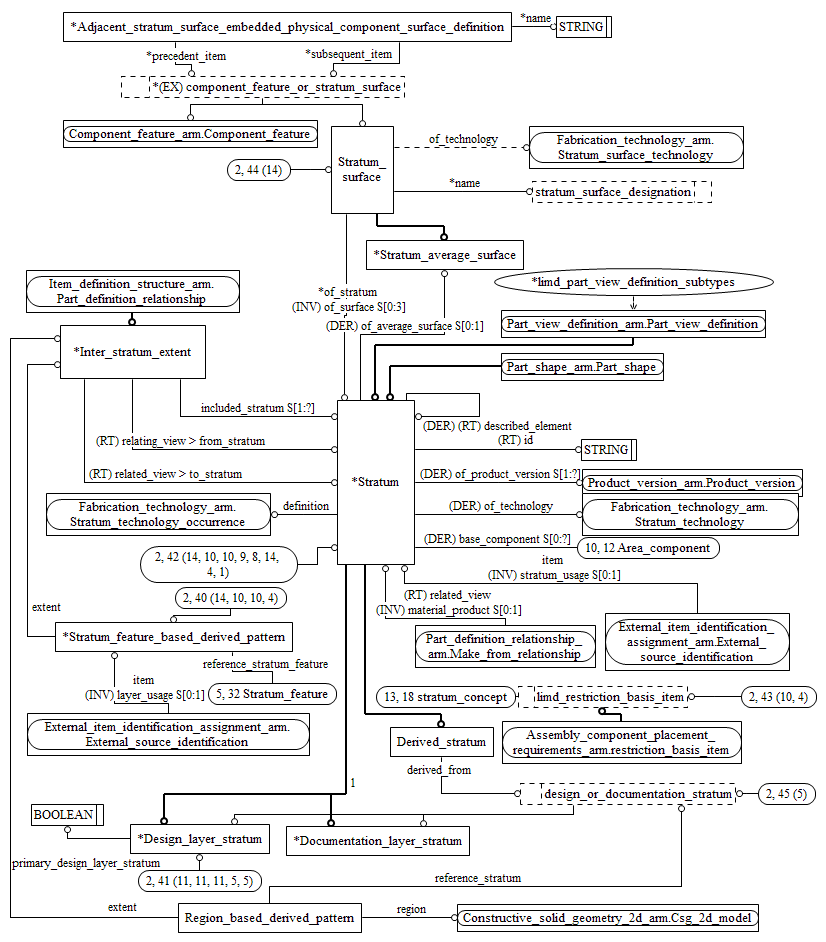 *Adjacent_stratum_surface_embedded_physical_component_surface_definition
*name
STRING
*precedent_item
*subsequent_item
*(EX) component_feature_or_stratum_surface
Component_feature_arm.Component_feature
Stratum_
surface
of_technology
Fabrication_technology_arm.
Stratum_surface_technology
2, 44 (14)
*name
stratum_surface_designation
*Stratum_average_surface
Item_definition_structure_arm.
Part_definition_relationship
*of_stratum
(INV) of_surface S[0:3]
(DER) of_average_surface S[0:1]
*limd_part_view_definition_subtypes
Part_view_definition_arm.Part_view_definition
*Inter_stratum_extent
Part_shape_arm.Part_shape
included_stratum S[1:?]
(RT) relating_view > from_stratum
(RT) related_view > to_stratum
*Stratum
(DER) (RT) described_element
(RT) id
STRING
(DER) of_product_version S[1:?]
Product_version_arm.Product_version
Fabrication_technology_arm.
Stratum_technology_occurrence
definition
(DER) of_technology
Fabrication_technology_arm.
Stratum_technology
(DER) base_component S[0:?]
10, 12 Area_component
2, 42 (14, 10, 10, 9, 8, 14,
4, 1)
item
(INV) stratum_usage S[0:1]
2, 40 (14, 10, 10, 4)
(RT) related_view
(INV) material_product S[0:1]
extent
*Stratum_feature_based_derived_pattern
Part_definition_relationship_
arm.Make_from_relationship
External_item_identification_
assignment_arm.External_
source_identification
reference_stratum_feature
item
(INV) layer_usage S[0:1]
5, 32 Stratum_feature
13, 18 stratum_concept
limd_restriction_basis_item
2, 43 (10, 4)
External_item_identification_assignment_arm.
External_source_identification
Derived_stratum
Assembly_component_placement_
requirements_arm.restriction_basis_item
derived_from
1
design_or_documentation_stratum
2, 45 (5)
BOOLEAN
*Design_layer_stratum
*Documentation_layer_stratum
primary_design_layer_stratum
2, 41 (11, 11, 11, 5, 5)
reference_stratum
extent
Region_based_derived_pattern
region
Constructive_solid_geometry_2d_arm.Csg_2d_model